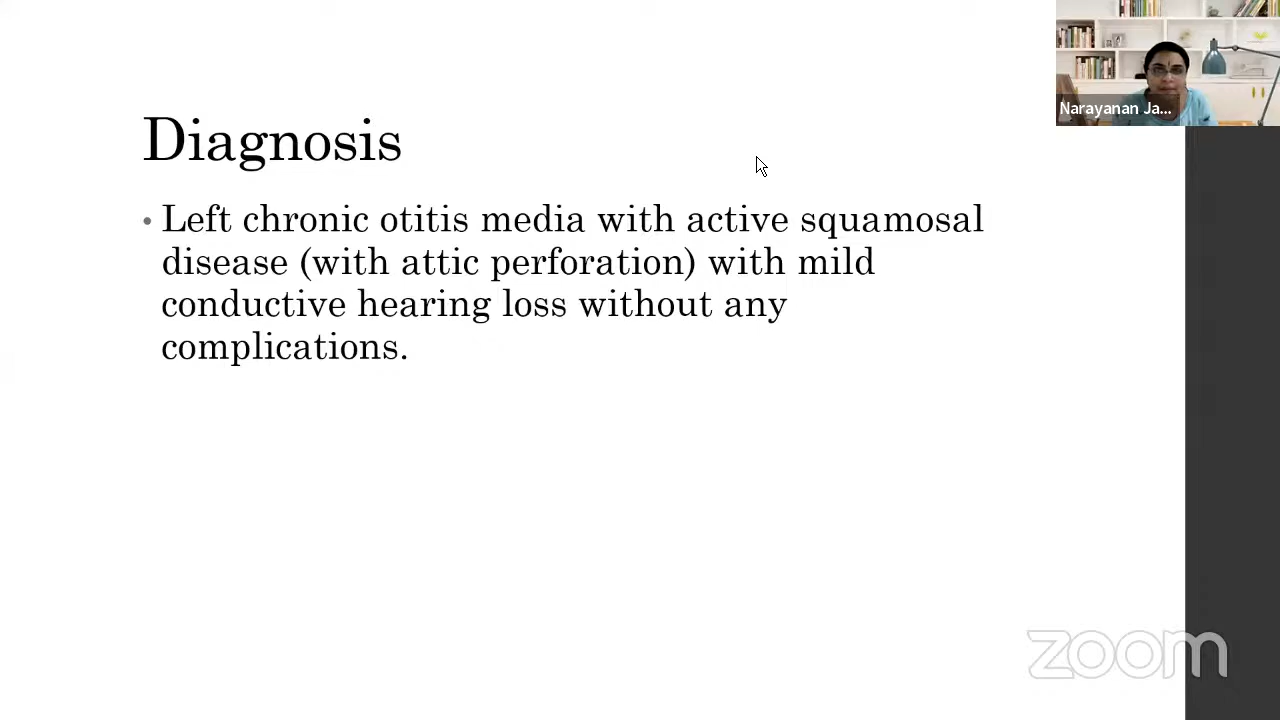 Narayanan Ja...
Diagnosis
• Left chronic otitis media with active squamosal
disease (with attic perforation) with mild
conductive hearing loss without any
complications.
zoom